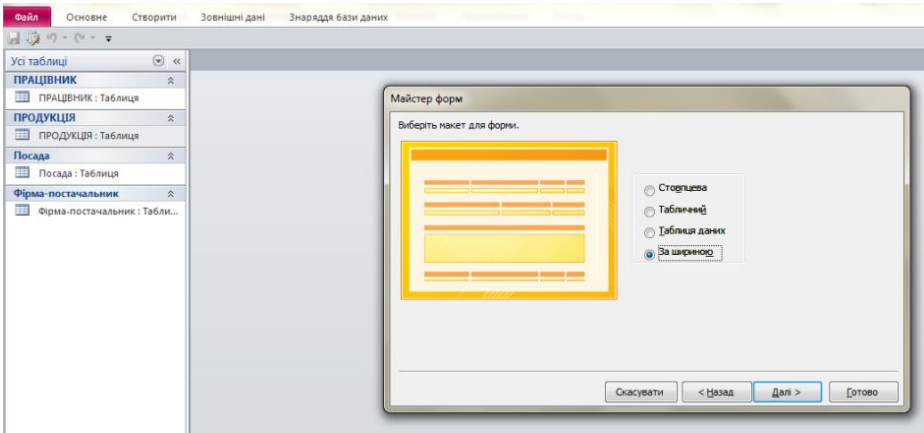 Файл Основне Створити Зовнішні дані Знаряддя бази даних
Усі таблиці
ПРАЦІВНИК
ПРАЦІВНИК : Таблиця
ПРОДУКЦІЯ
ПРОДУКЦІЯ : Таблиця
Посада
Посада : Таблиця
Фірма-постачальник
Фірма-постачальник : Табли...
Майстер форм
Виберіть макет для форми.
Стовпцева
Табличний
Таблиця даних
За шириною
Скасувати < Назад Далі > Готово